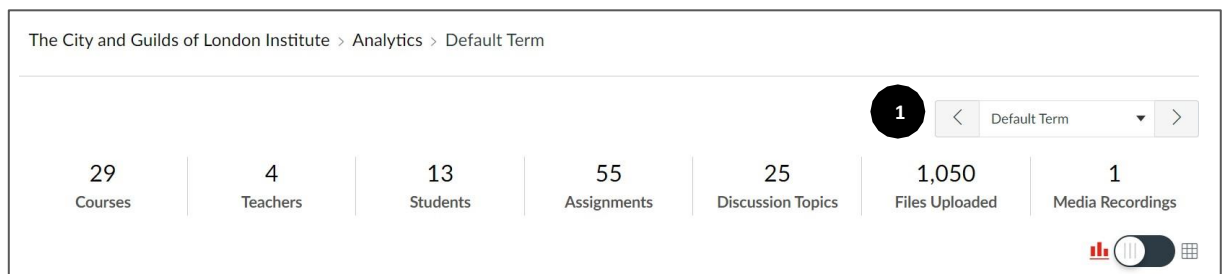 The City and Guilds of London Institute > Analytics > Default Term
1
< Default Term >
29 4 13 55 25 1,050 1
Courses Teachers Students Assignments Discussion Topics Files Uploaded Media Recordings